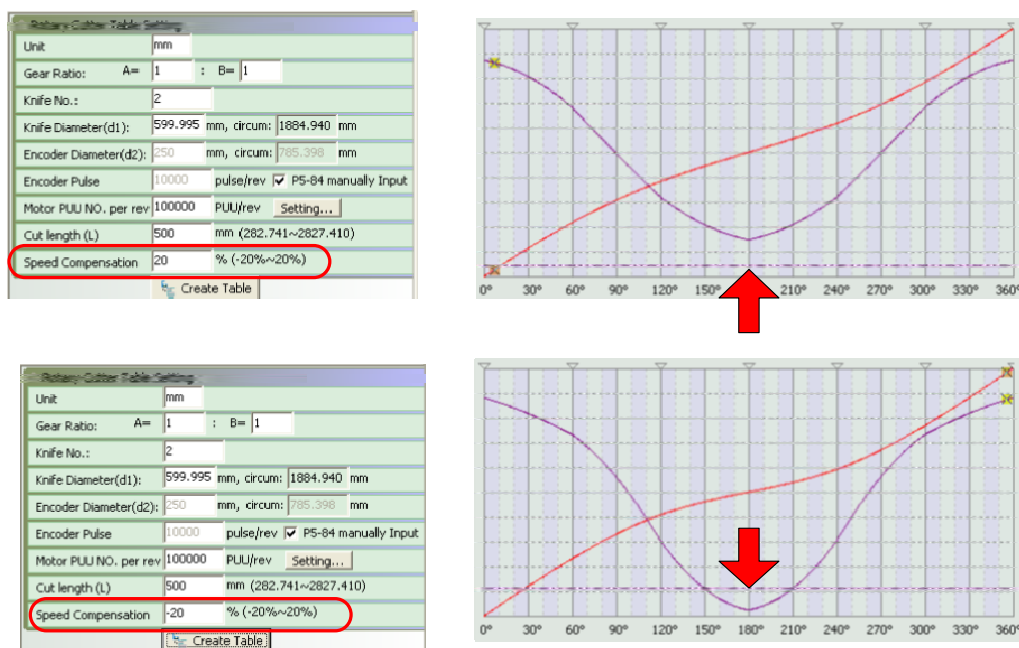 Rotary Cutter Table Setting
Unit mm
Gear Ratio: A= 1 : B= 1
Knife No.: 2
Knife Diameter(d1): 599.995 mm, circum: 1884.940 mm
Encoder Diameter(d2): 250 mm, circum: 785.398 mm
Encoder Pulse 10000 pulse/rev P5-84 manually Input
Motor PUU NO. per rev 100000 PUU/rev Setting...
Cut length (L) 500 mm (282.741~2827.410)
Speed Compensation 20 % (-20%~20%)
Create Table
0° 30° 60° 90° 120° 150° 210° 240° 270° 300° 330° 360°
Rotary Cutter Table Setting
Unit mm
Gear Ratio: A= 1 : B= 1
Knife No.: 2
Knife Diameter(d1): 599.995 mm, circum: 1884.940 mm
Encoder Diameter(d2): 250 mm, circum: 785.398 mm
Encoder Pulse 10000 pulse/rev P5-84 manually Input
Motor PUU NO. per rev 100000 PUU/rev Setting...
Cut length (L) 500 mm (282.741~2827.410)
Speed Compensation -20 % (-20%~20%)
Create Table
0° 30° 60° 90° 120° 150° 180° 210° 240° 270° 300° 330° 360°